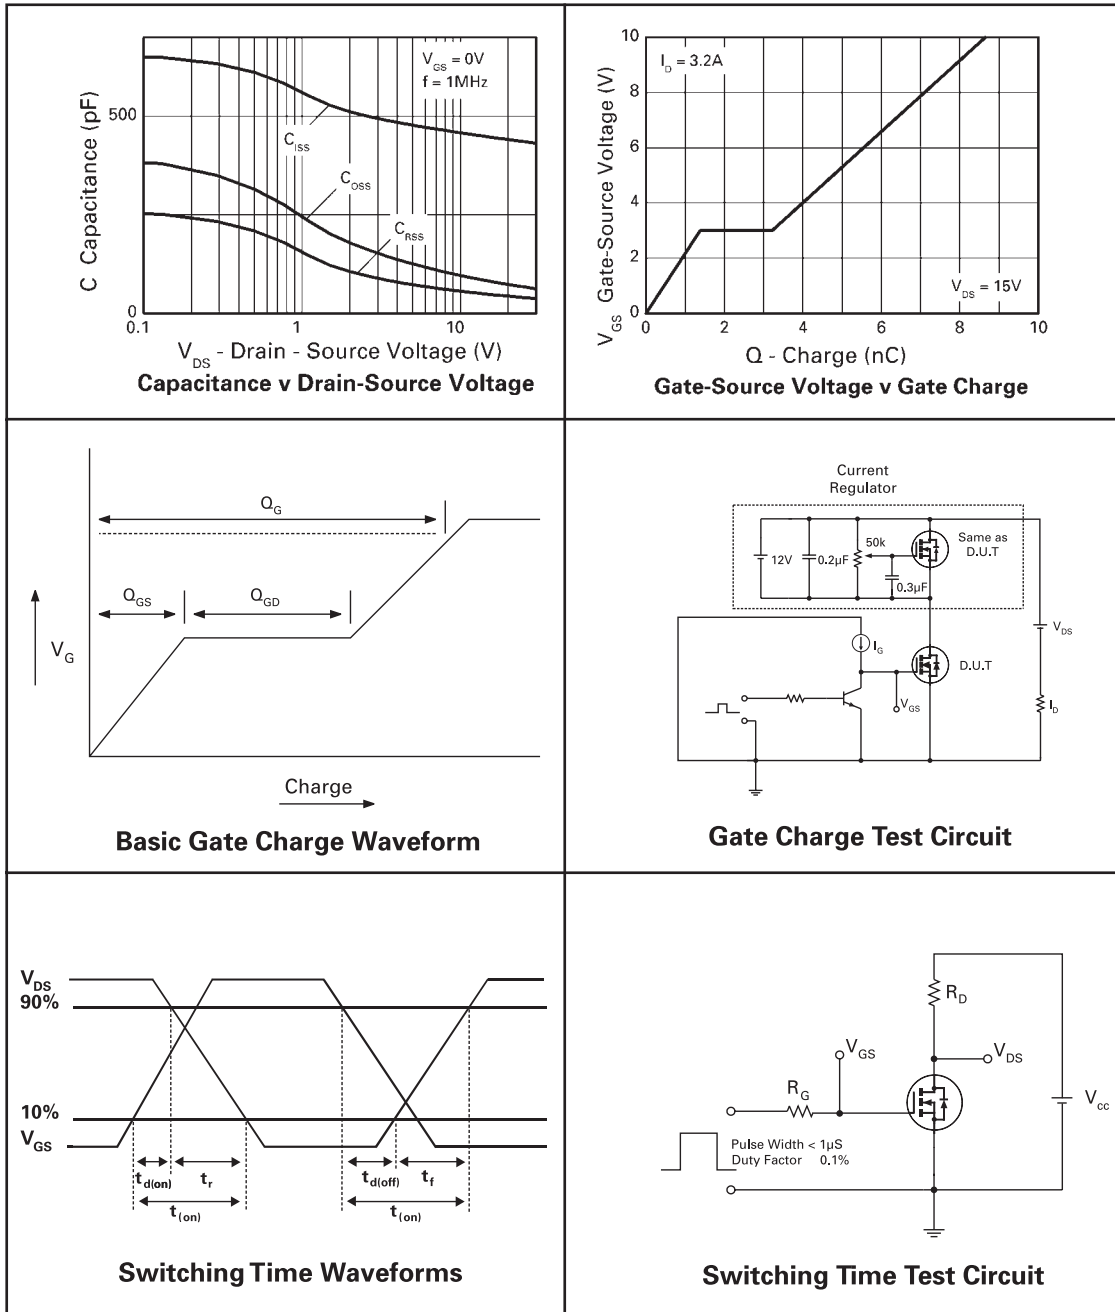 V_GS = 0V
f = 1MHz
500
0
C Capacitance (pF)
C_ISS
C_OSS
C_RSS
0.1
1
10
V_DS - Drain - Source Voltage (V)
Capacitance v Drain-Source Voltage
10
8
6
4
2
0
V_GS Gate-Source Voltage (V)
I_D = 3.2A
V_DS = 15V
0
2
4
6
8
10
Q - Charge (nC)
Gate-Source Voltage v Gate Charge
Q_G
Q_GS
Q_GD
V_G
Charge
Basic Gate Charge Waveform
Current
Regulator
12V
0.2µF
50k
0.3µF
Same as
D.U.T
I_G
V_DS
D.U.T
V_GS
I_D
Gate Charge Test Circuit
V_DS
90%
10%
V_GS
t_d(on)
t_r
t_d(off)
t_f
t_(on)
t_(on)
Switching Time Waveforms
R_D
V_GS
V_DS
R_G
V_cc
Pulse Width < 1µS
Duty Factor 0.1%
Switching Time Test Circuit